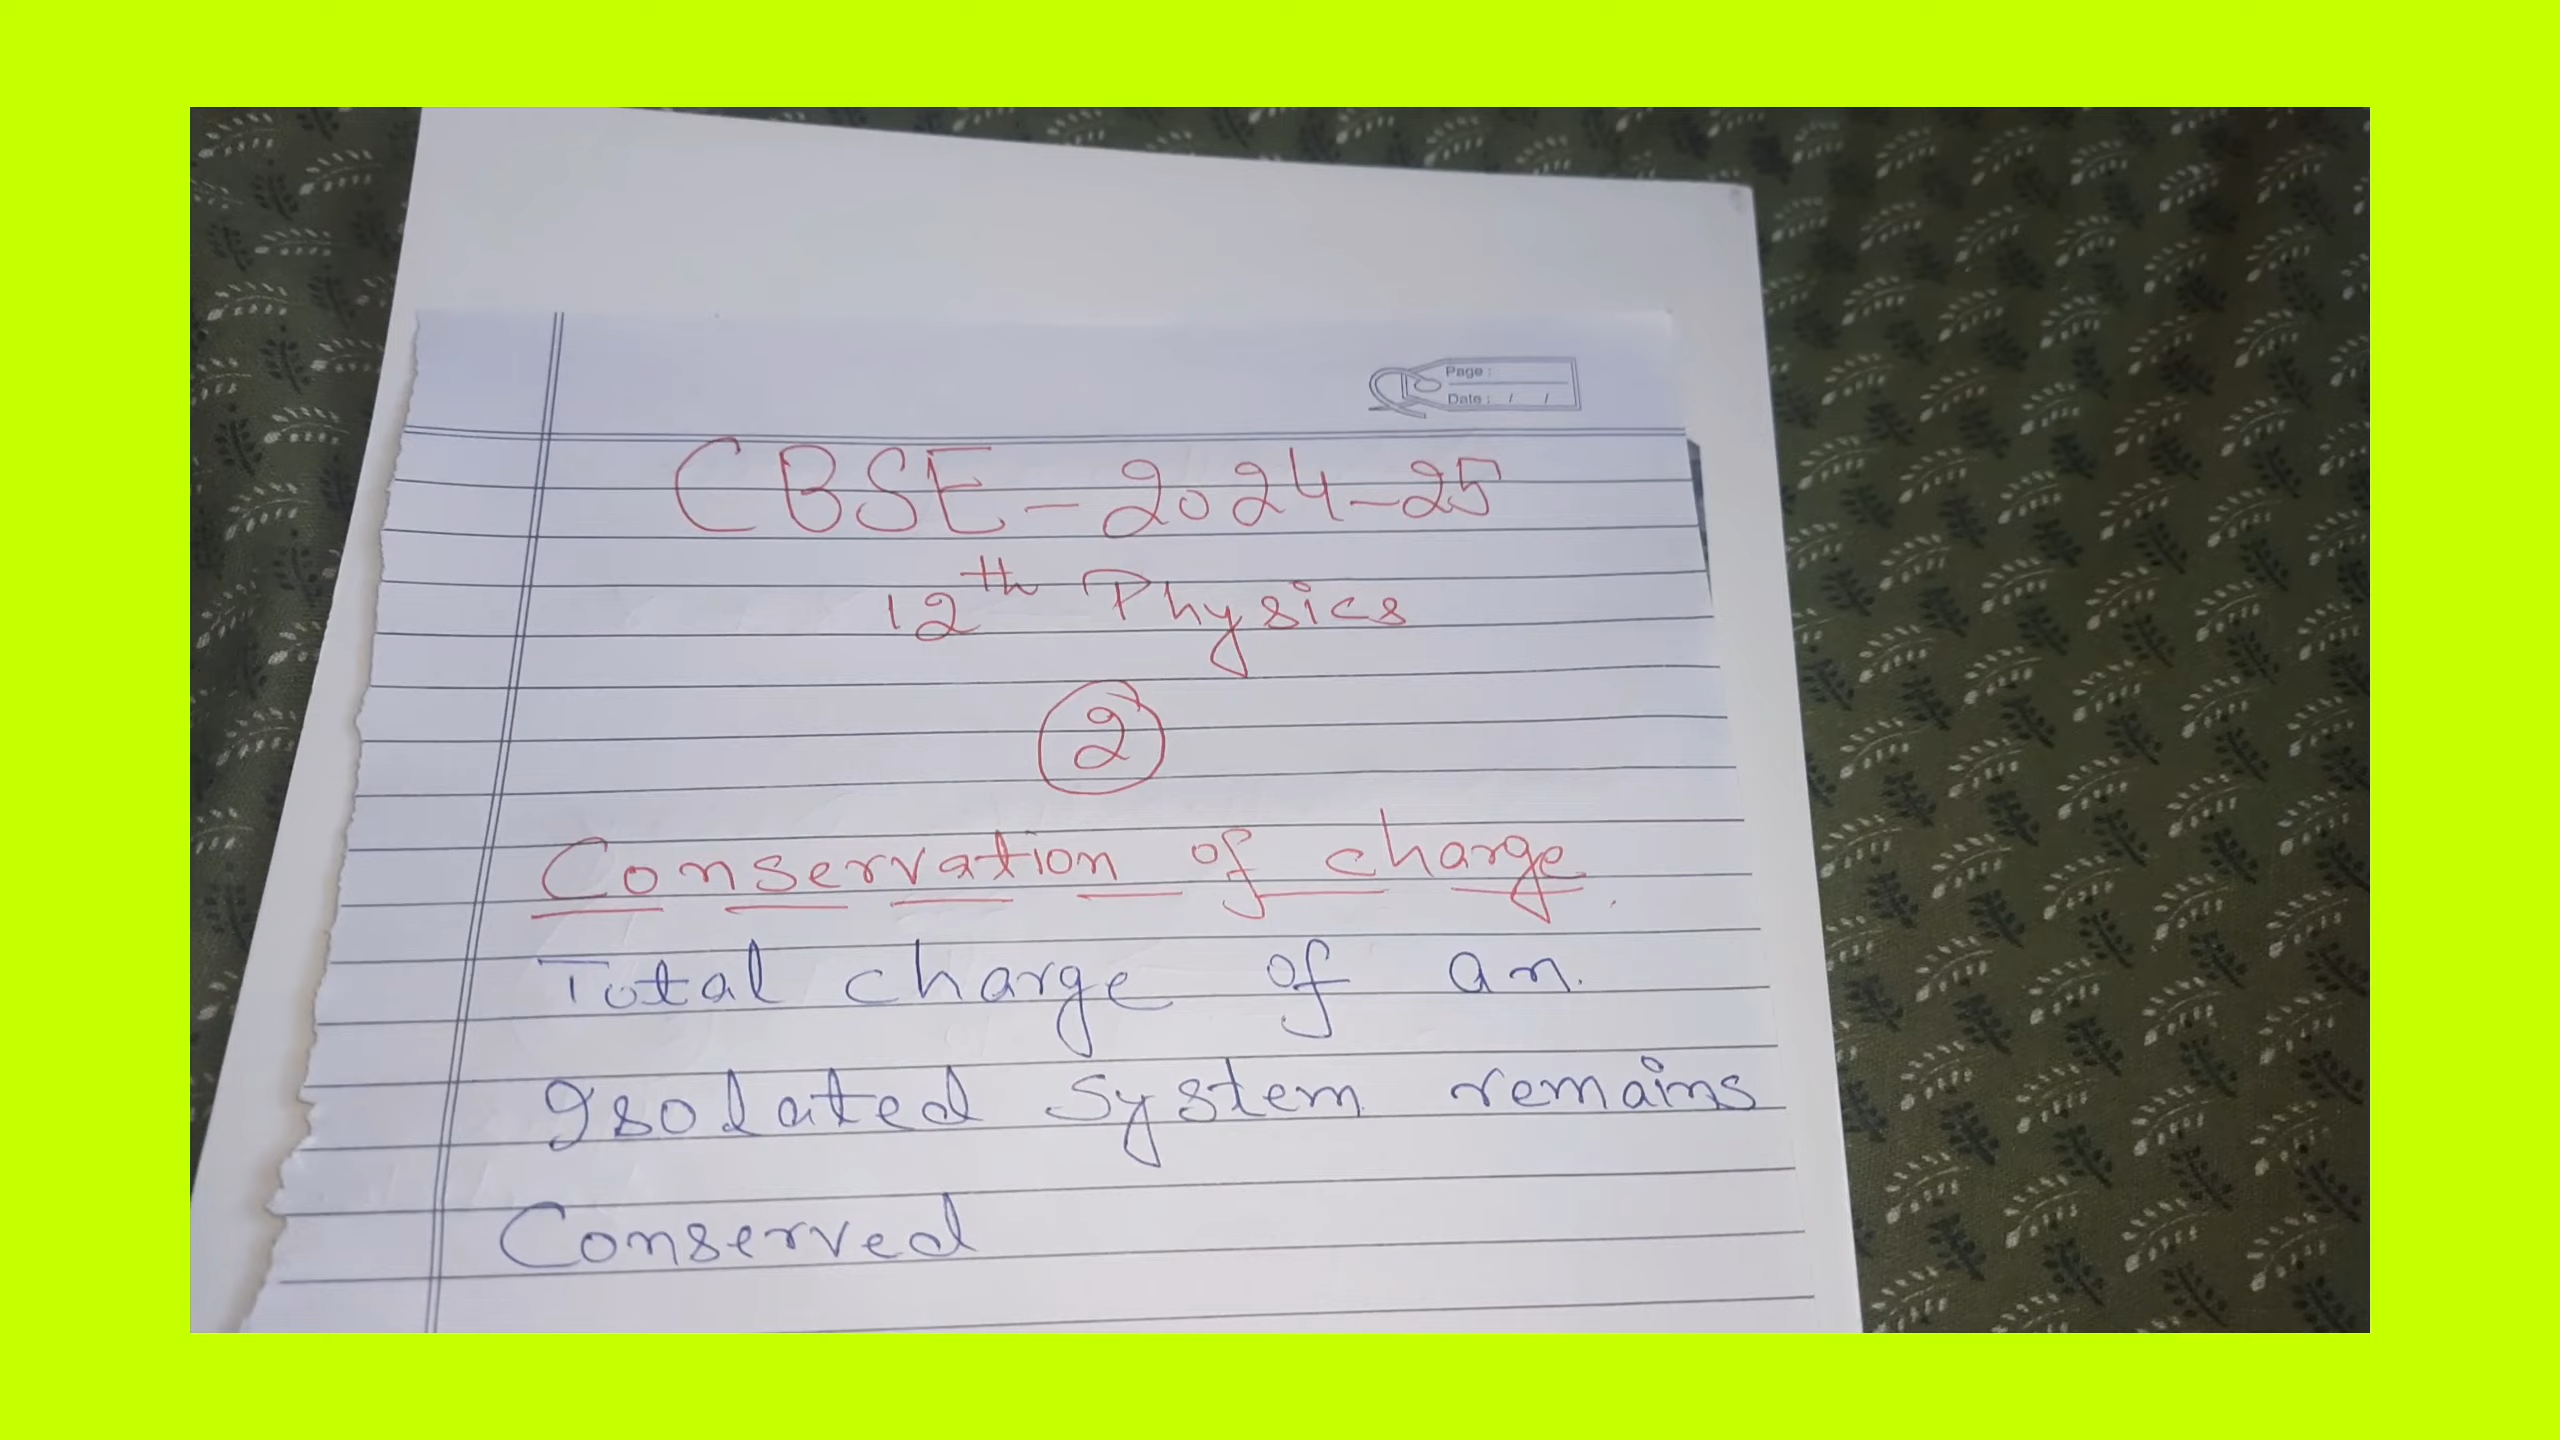 Page :
Date : / /
CBSE - 2024-25
12th Physics
2
Conservation of charge
Total charge of an
Isolated System remains
Conserved